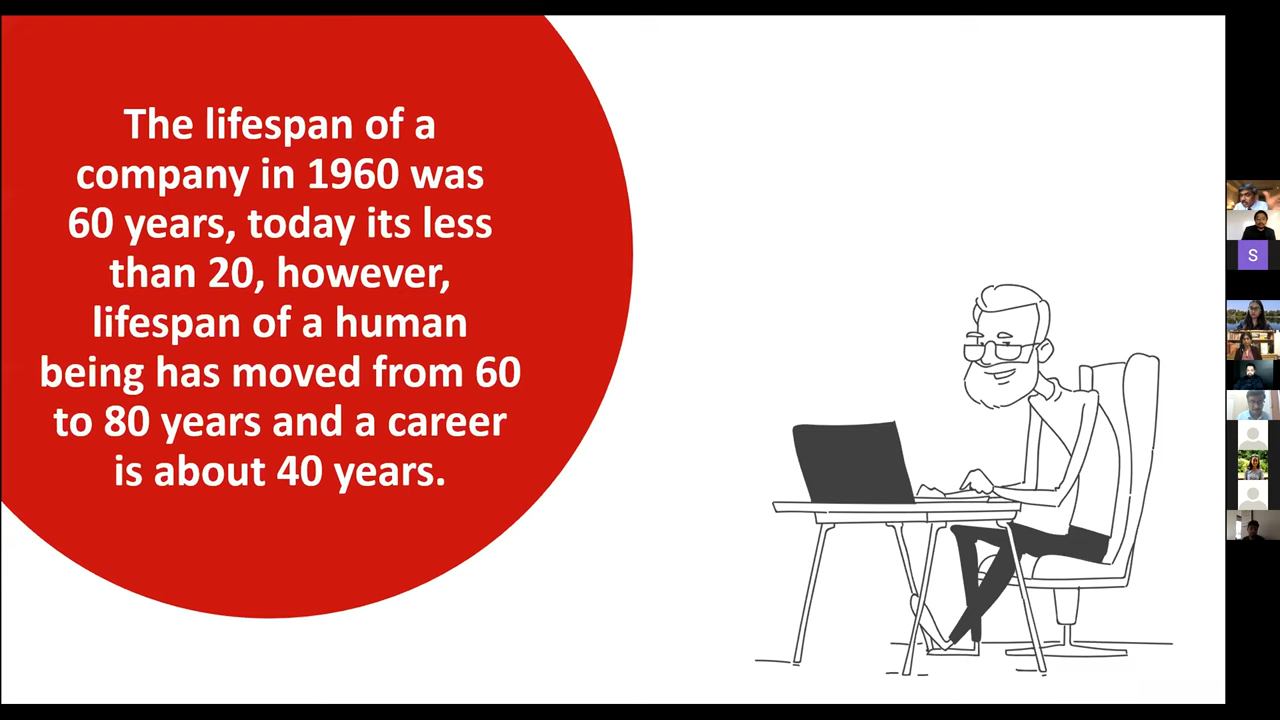 The lifespan of a
company in 1960 was
60 years, today its less
than 20, however,
lifespan of a human
being has moved from 60
to 80 years and a career
is about 40 years.
S